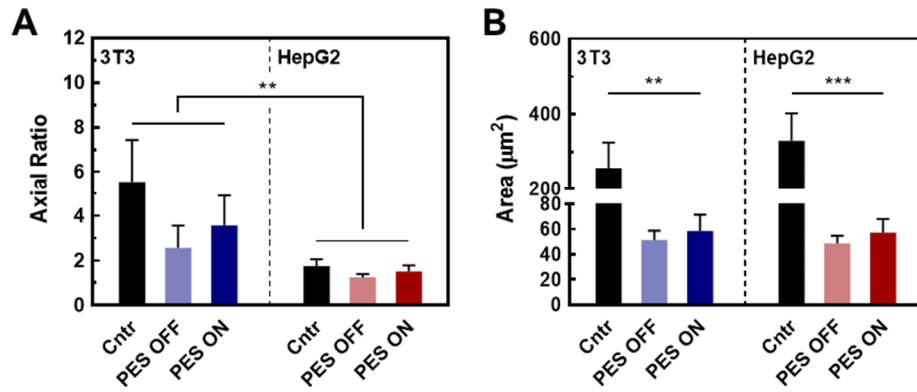 A
Axial Ratio
12
10
8
6
4
2
0
3T3
HepG2
**
Cntr
PES OFF
PES ON
Cntr
PES OFF
PES ON
B
Area (μm²)
600
400
200
80
60
40
20
0
3T3
HepG2
**
***
Cntr
PES OFF
PES ON
Cntr
PES OFF
PES ON